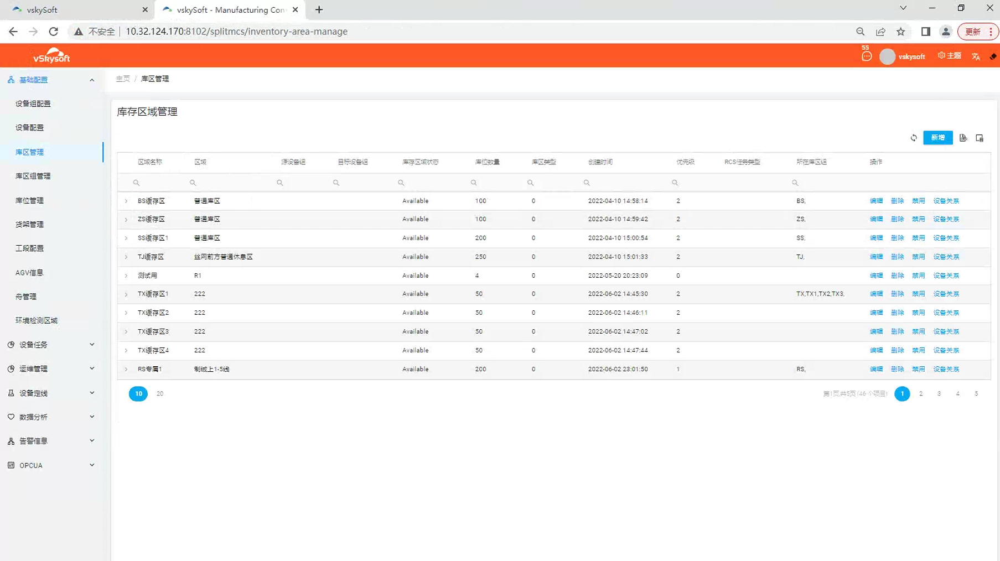 vskySoft
vskySoft - Manufacturing Con
不安全
10.32.124.170:8102/splitmcs/inventory-area-manage
更新
vSkysoft
55
vskysoft
主题
基础配置
设备组配置
设备配置
库区管理
库区组管理
库位管理
货架管理
工段配置
AGV信息
舟管理
环境检测区域
设备任务
运维管理
设备定线
数据分析
告警信息
OPCUA
主页 / 库区管理
库存区域管理
新增
区域名称 区域 源设备组 目标设备组 库存区域状态 库位数量 库区类型 创建时间 优先级 RCS任务类型 所在库区组 操作
BS缓存区 普通库区 Available 100 0 2022-04-10 14:58:14 2 BS, 编辑 删除 禁用 设备关系
ZS缓存区 普通库区 Available 100 0 2022-04-10 14:59:42 2 ZS, 编辑 删除 禁用 设备关系
SS缓存区1 普通库区 Available 200 0 2022-04-10 15:00:54 2 SS, 编辑 删除 禁用 设备关系
TJ缓存区 丝网前方普通休息区 Available 250 0 2022-04-10 15:01:33 2 TJ, 编辑 删除 禁用 设备关系
测试用 R1 Available 4 0 2022-05-20 20:23:09 0 编辑 删除 禁用 设备关系
TX缓存区1 222 Available 50 0 2022-06-02 14:45:30 2 TX,TX1,TX2,TX3, 编辑 删除 禁用 设备关系
TX缓存区2 222 Available 50 0 2022-06-02 14:46:11 2 编辑 删除 禁用 设备关系
TX缓存区3 222 Available 50 0 2022-06-02 14:47:02 2 编辑 删除 禁用 设备关系
TX缓存区4 222 Available 50 0 2022-06-02 14:47:44 2 编辑 删除 禁用 设备关系
RS专属1 制绒上1-5线 Available 200 0 2022-06-02 23:01:50 1 RS, 编辑 删除 禁用 设备关系
10 20
第1页,共5页 (46 个项目) 1 2 3 4 5